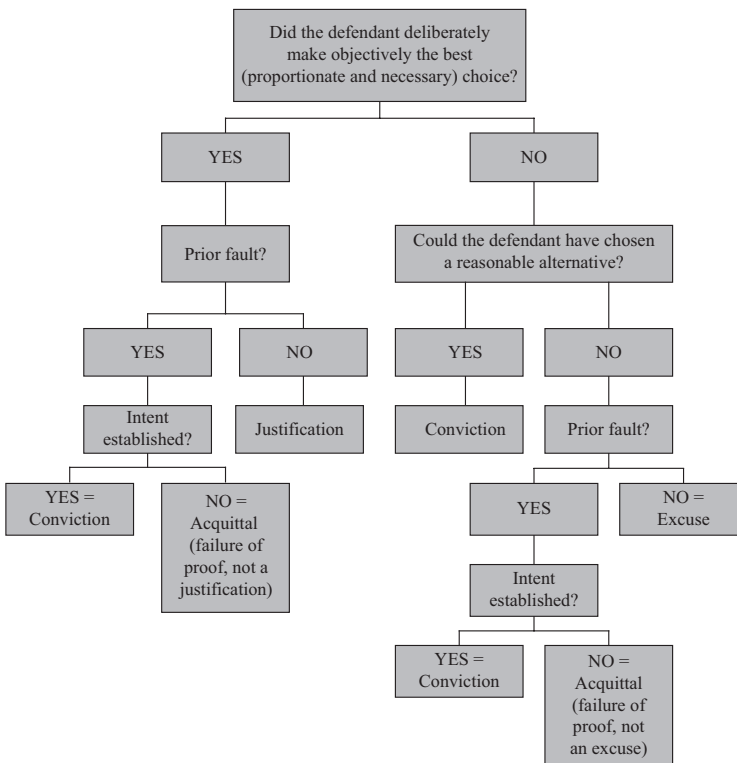 Did the defendant deliberately
make objectively the best
(proportionate and necessary) choice?
YES
NO
Prior fault?
Could the defendant have chosen
a reasonable alternative?
YES
NO
YES
NO
Intent
established?
Justification
Conviction
Prior fault?
YES =
Conviction
NO =
Acquittal
(failure of
proof, not a
justification)
YES
NO =
Excuse
Intent
established?
YES =
Conviction
NO =
Acquittal
(failure of
proof, not
an excuse)